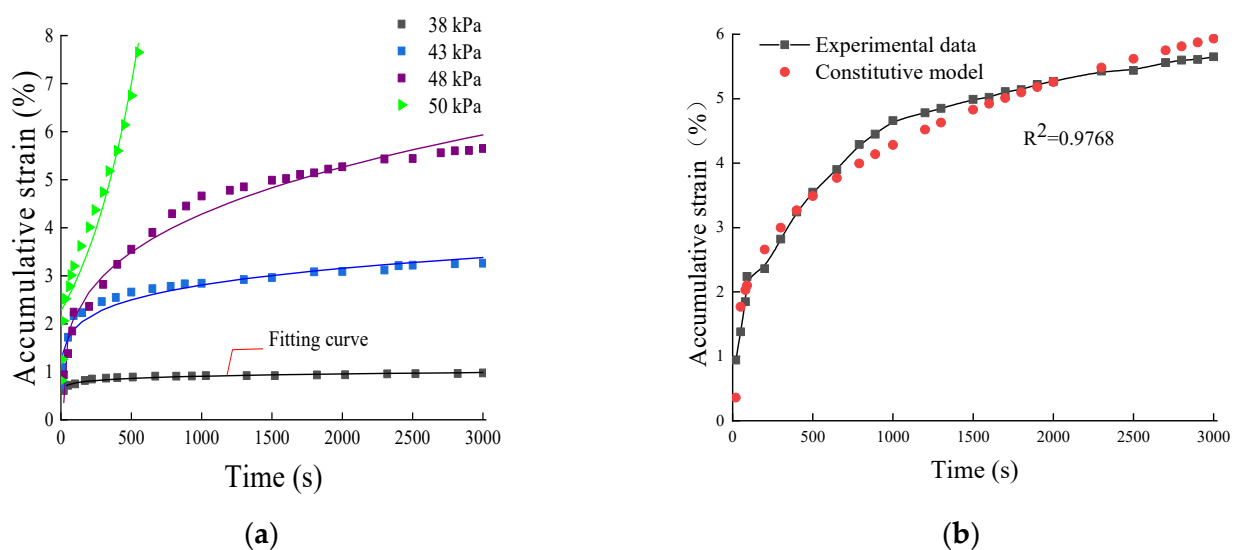 38 kPa
43 kPa
48 kPa
50 kPa
Fitting curve
Accumulative strain (%)
8
7
6
5
4
3
2
1
0
0 500 1000 1500 2000 2500 3000
Time (s)
(a)
Experimental data
Constitutive model
R²=0.9768
Accumulative strain（%）
6
5
4
3
2
1
0
0 500 1000 1500 2000 2500 3000
Time (s)
(b)